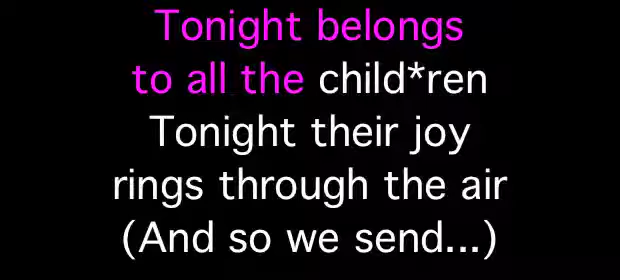 Tonight belongs
to all the child*ren
Tonight their joy
rings through the air
(And so we send...)